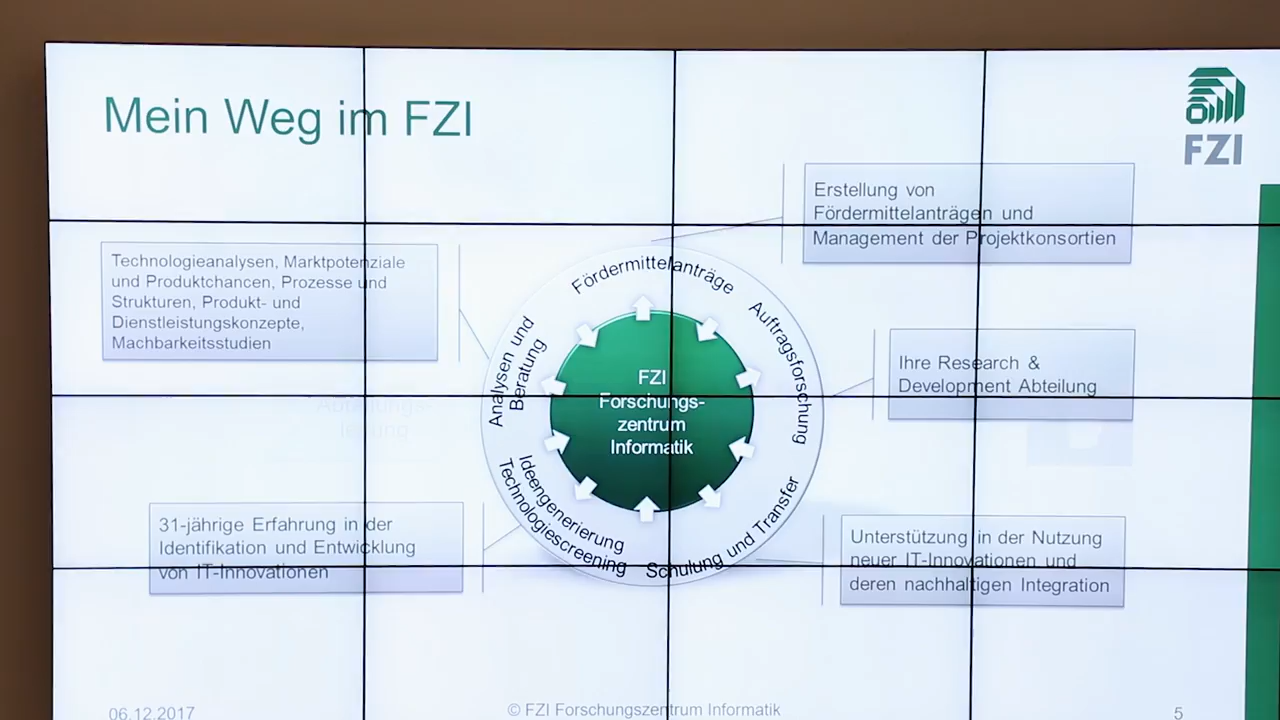 Mein Weg im FZI
FZI
Erstellung von
Fördermittelanträgen und
Management der Projektkonsortien
Technologieanalysen, Marktpotenziale
und Produktchancen, Prozesse und
Strukturen, Produkt- und
Dienstleistungskonzepte,
Machbarkeitsstudien
Fördermittelanträge
Auftragsforschung
Analysen und
Beratung
Ihre Research &
Development Abteilung
FZI
Forschungs-
zentrum
Informatik
Ideengenerierung
Technologiescreening
Schulung und Transfer
31-jährige Erfahrung in der
Identifikation und Entwicklung
von IT-Innovationen
Unterstützung in der Nutzung
neuer IT-Innovationen und
deren nachhaltigen Integration
06.12.2017
© FZI Forschungszentrum Informatik
5